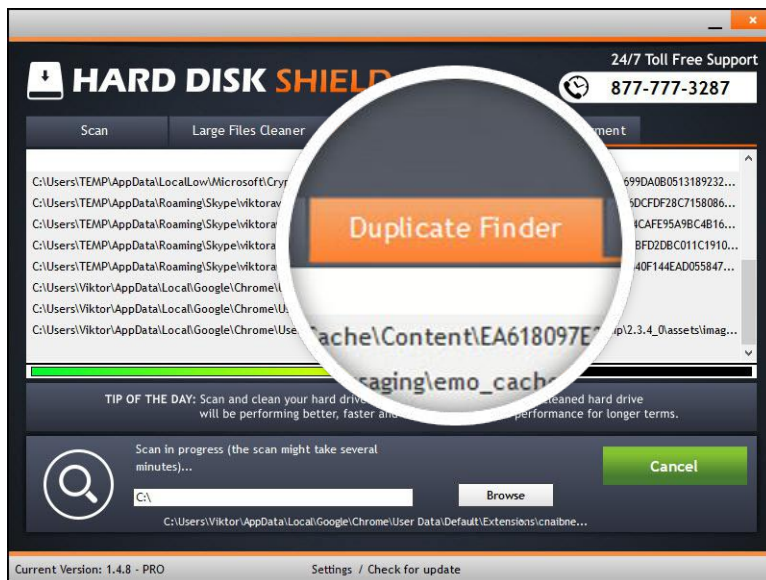 24/7 Toll Free Support
HARD DISK SHIELD
877-777-3287
Scan
Large Files Cleaner
Duplicate Finder
C:\Users\TEMP\AppData\LocalLow\Microsoft\Cry
699DA0B0513189232...
C:\Users\TEMP\AppData\Roaming\Skype\viktora
6DCFDF28C7158086...
C:\Users\TEMP\AppData\Roaming\Skype\viktora
4CAFE95A9BC4B16...
C:\Users\TEMP\AppData\Roaming\Skype\viktora
BFD2DBC011C1910...
C:\Users\TEMP\AppData\Roaming\Skype\viktora
40F144EAD055847...
C:\Users\Viktor\AppData\Local\Google\Chrome\U
C:\Users\Viktor\AppData\Local\Google\Chrome\Us
C:\Users\Viktor\AppData\Local\Google\Chrome\Use
\2.3.4_0\assets\imag...
Cache\Content\EA618097E
saging\emo_cach
TIP OF THE DAY: Scan and clean your hard drive
cleaned hard drive
will be performing better, faster and
performance for longer terms.
Scan in progress (the scan might take several
minutes)...
Cancel
C:\
Browse
C:\Users\Viktor\AppData\Local\Google\Chrome\User Data\Default\Extensions\cnaibne...
Current Version: 1.4.8 - PRO
Settings / Check for update